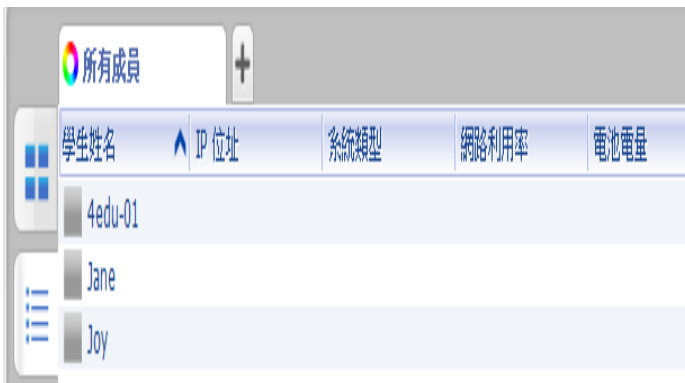 所有成員 +
學生姓名 IP 位址 系統類型 網路利用率 電池電量
4edu-01
Jane
Joy